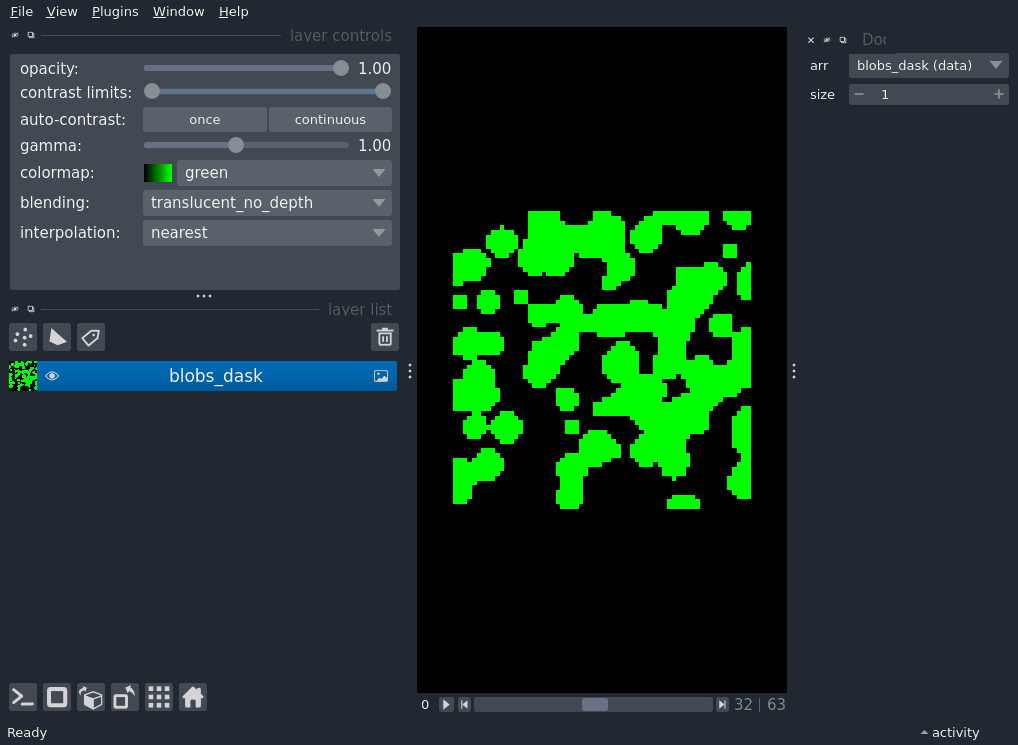 File View Plugins Window Help
layer controls
opacity: 1.00
contrast limits:
auto-contrast: once continuous
gamma: 1.00
colormap: green
blending: translucent_no_depth
interpolation: nearest
layer list
blobs_dask
arr blobs_dask (data)
size 1
0 32 | 63
Ready
activity